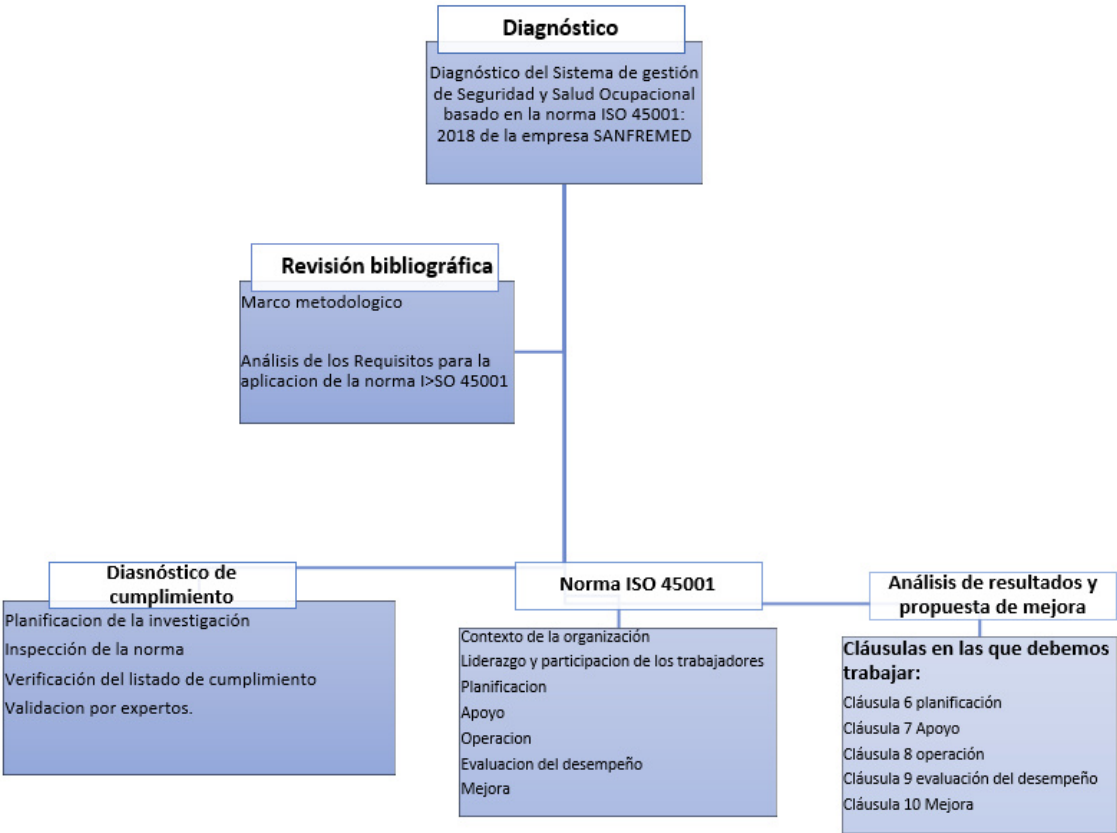 Diagnóstico
Diagnóstico del Sistema de gestión
de Seguridad y Salud Ocupacional
basado en la norma ISO 45001:
2018 de la empresa SANFREMED
Revisión bibliográfica
Marco metodologico
Análisis de los Requisitos para la
aplicacion de la norma I>SO 45001
Diasnóstico de
cumplimiento
Planificacion de la investigación
Inspección de la norma
Verificación del listado de cumplimiento
Validacion por expertos.
Norma ISO 45001
Contexto de la organización
Liderazgo y participacion de los trabajadores
Planificacion
Apoyo
Operacion
Evaluacion del desempeño
Mejora
Análisis de resultados y
propuesta de mejora
Cláusulas en las que debemos
trabajar:
Cláusula 6 planificación
Cláusula 7 Apoyo
Cláusula 8 operación
Cláusula 9 evaluación del desempeño
Cláusula 10 Mejora